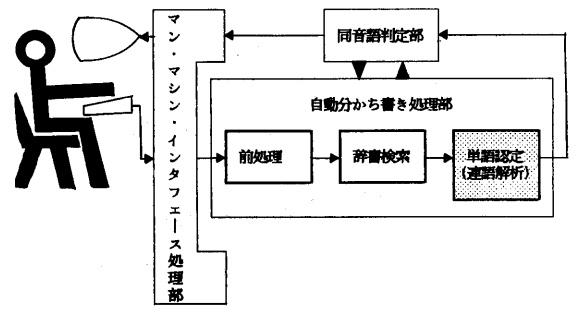 マン・マシン・インタフェース処理部
同音語判定部
自動分かち書き処理部
前処理
辞書検索
単語認定
(連語解析)